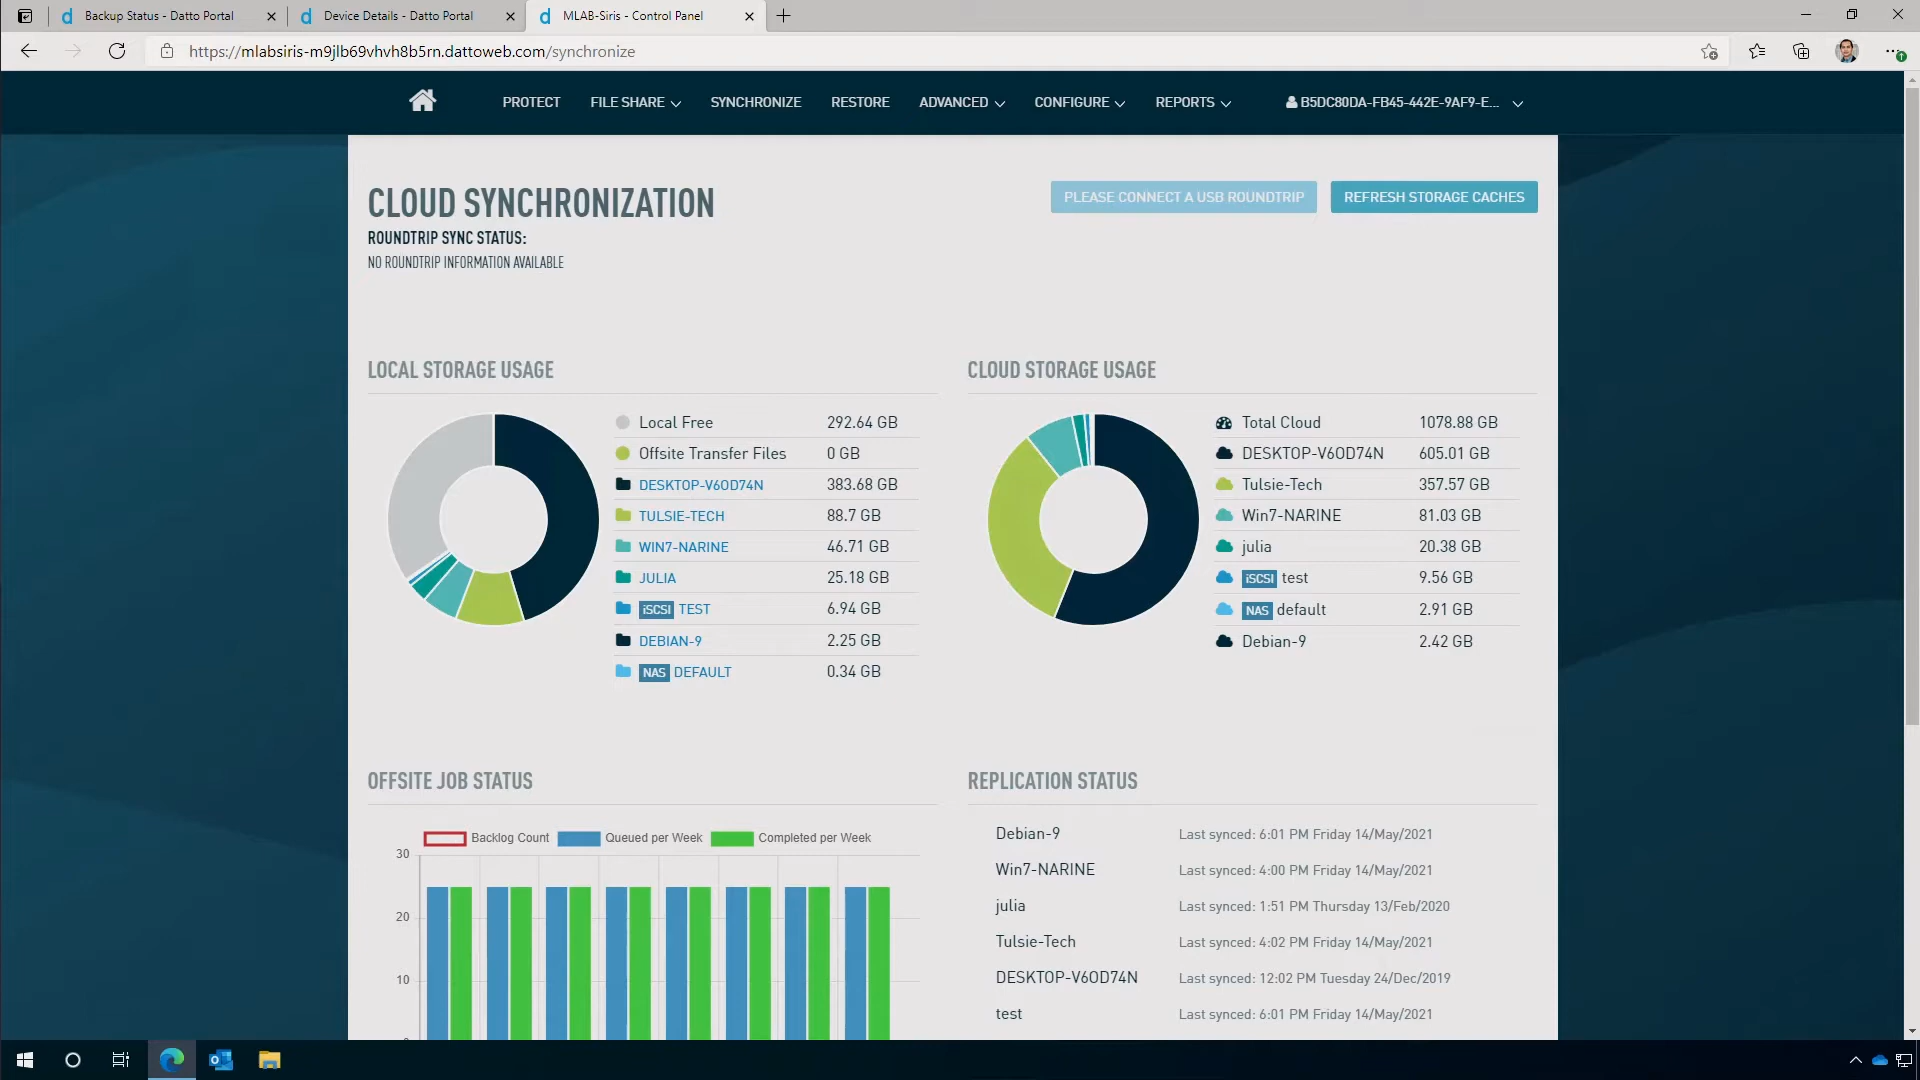 Backup Status - Datto Portal
Device Details - Datto Portal
MLAB-Siris - Control Panel
https://mlabsiris-m9jlb69vhvh8b5rn.dattoweb.com/synchronize
PROTECT FILE SHARE SYNCHRONIZE RESTORE ADVANCED CONFIGURE REPORTS B5DC80DA-FB45-442E-9AF9-E...
CLOUD SYNCHRONIZATION
PLEASE CONNECT A USB ROUNDTRIP
REFRESH STORAGE CACHES
ROUNDTRIP SYNC STATUS:
NO ROUNDTRIP INFORMATION AVAILABLE
LOCAL STORAGE USAGE
Local Free 292.64 GB
Offsite Transfer Files 0 GB
DESKTOP-V6OD74N 383.68 GB
TULSIE-TECH 88.7 GB
WIN7-NARINE 46.71 GB
JULIA 25.18 GB
iSCSI TEST 6.94 GB
DEBIAN-9 2.25 GB
NAS DEFAULT 0.34 GB
CLOUD STORAGE USAGE
Total Cloud 1078.88 GB
DESKTOP-V6OD74N 605.01 GB
Tulsie-Tech 357.57 GB
Win7-NARINE 81.03 GB
julia 20.38 GB
iSCSI test 9.56 GB
NAS default 2.91 GB
Debian-9 2.42 GB
OFFSITE JOB STATUS
Backlog Count Queued per Week Completed per Week
30
20
10
REPLICATION STATUS
Debian-9 Last synced: 6:01 PM Friday 14/May/2021
Win7-NARINE Last synced: 4:00 PM Friday 14/May/2021
julia Last synced: 1:51 PM Thursday 13/Feb/2020
Tulsie-Tech Last synced: 4:02 PM Friday 14/May/2021
DESKTOP-V6OD74N Last synced: 12:02 PM Tuesday 24/Dec/2019
test Last synced: 6:01 PM Friday 14/May/2021